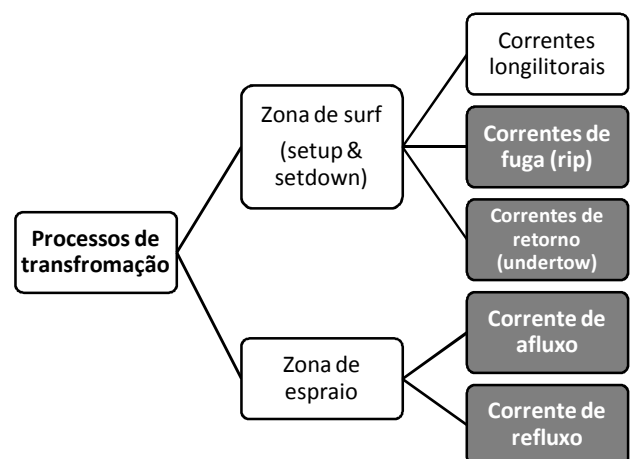 Processos de
transfromação
Zona de surf
(setup &
setdown)
Correntes
longilitorais
Correntes de
fuga (rip)
Correntes de
retorno
(undertow)
Zona de
espraio
Corrente de
afluxo
Corrente de
refluxo